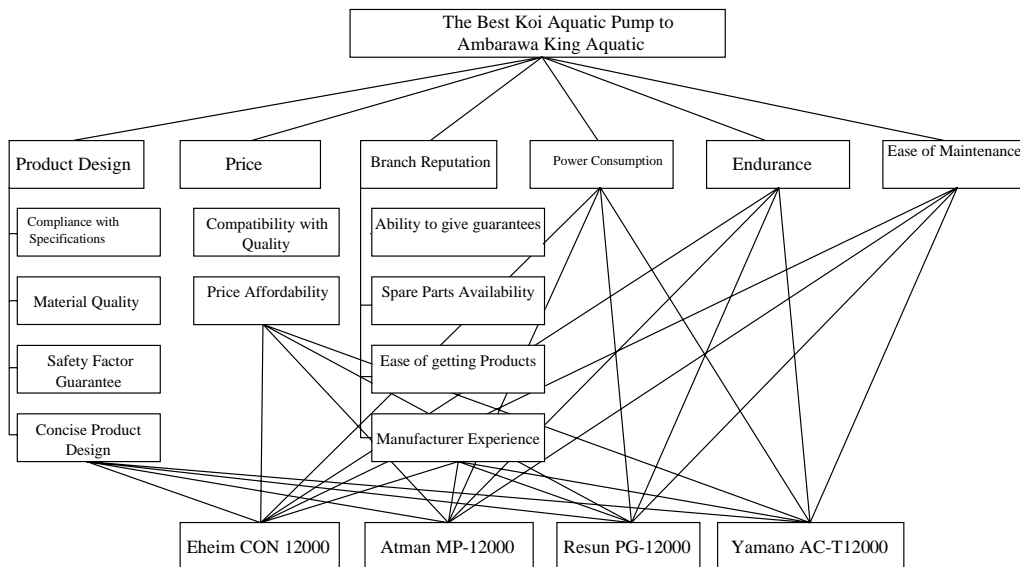 The Best Koi Aquatic Pump to
Ambarawa King Aquatic
Product Design
Price
Branch Reputation
Power Consumption
Endurance
Ease of Maintenance
Compliance with
Specifications
Compatibility with
Quality
Ability to give guarantees
Material Quality
Price Affordability
Spare Parts Availability
Safety Factor
Guarantee
Ease of getting Products
Concise Product
Design
Manufacturer Experience
Eheim CON 12000
Atman MP-12000
Resun PG-12000
Yamano AC-T12000